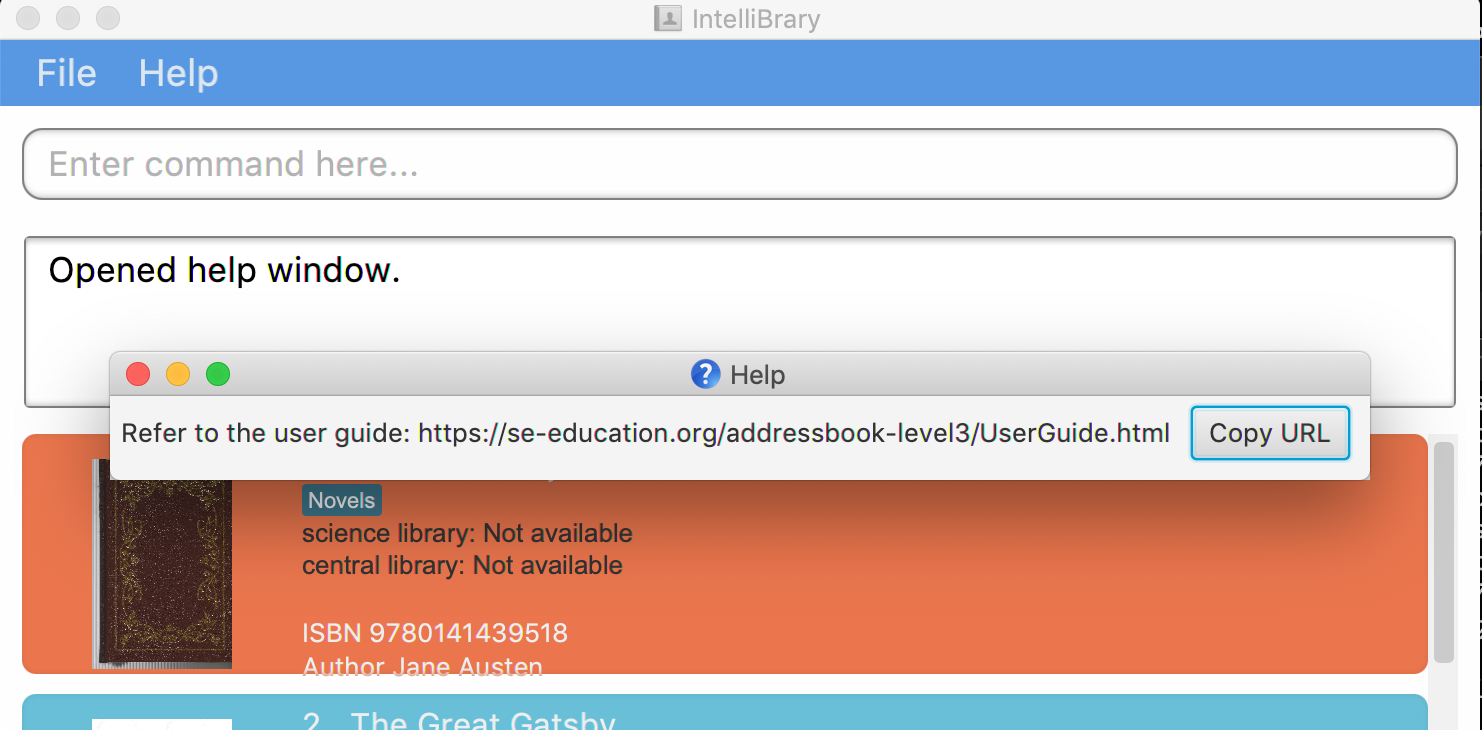 IntelliBrary
File Help
Enter command here...
Opened help window.
Help
Refer to the user guide: https://se-education.org/addressbook-level3/UserGuide.html Copy URL
Novels
science library: Not available
central library: Not available
ISBN 9780141439518
Author Jane Austen
2. The Great Gatsby